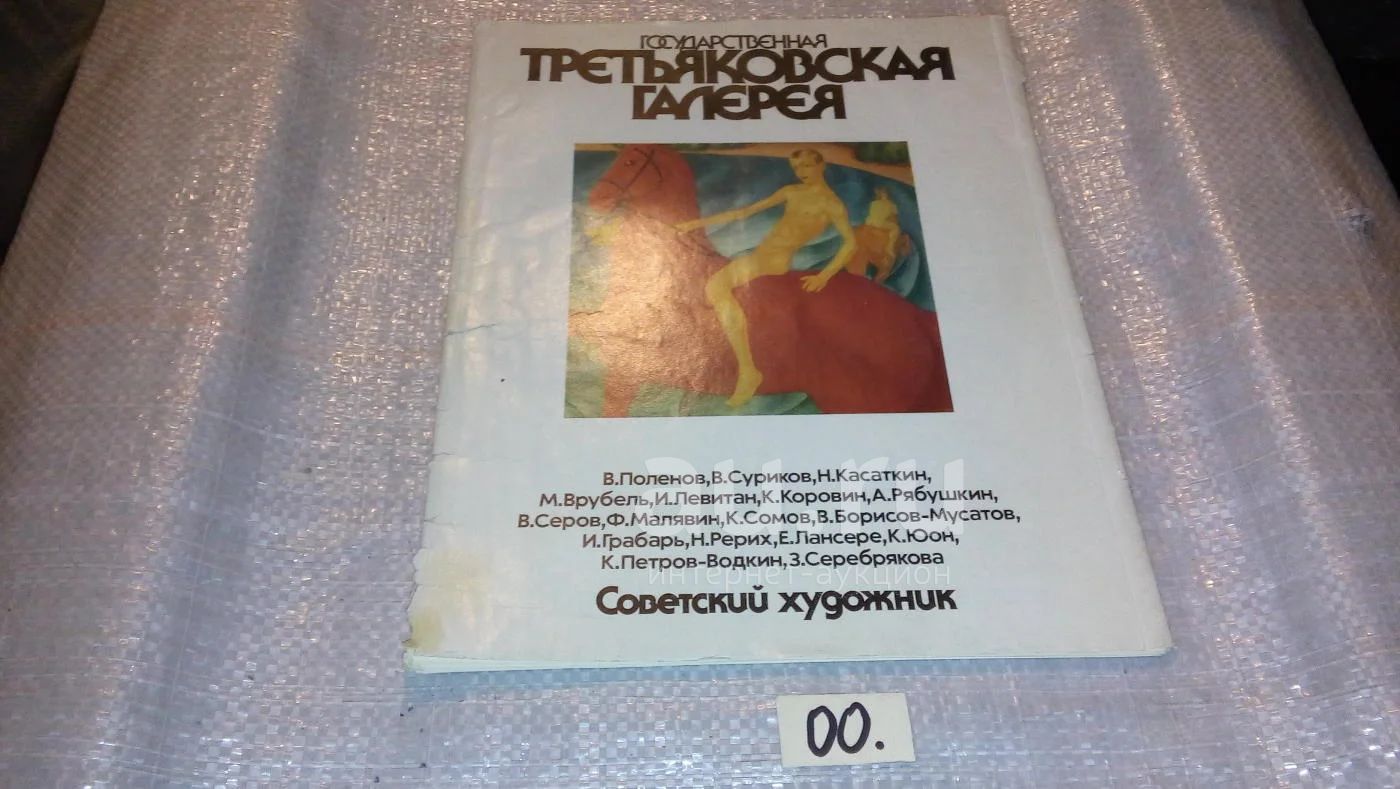 ГОСУДАРСТВЕННАЯ
ТРЕТЬЯКОВСКАЯ
ГАЛЕРЕЯ
В.Поленов,В.Суриков,Н.Касаткин,
М.Врубель,И.Левитан,К.Коровин,А.Рябушкин,
В.Серов,Ф.Малявин,К.Сомов,В.Борисов-Мусатов,
И.Грабарь,Н.Рерих,Е.Лансере,К.Юон,
К.Петров-Водкин,З.Серебрякова
интернет-аукцион
Советский художник
00.